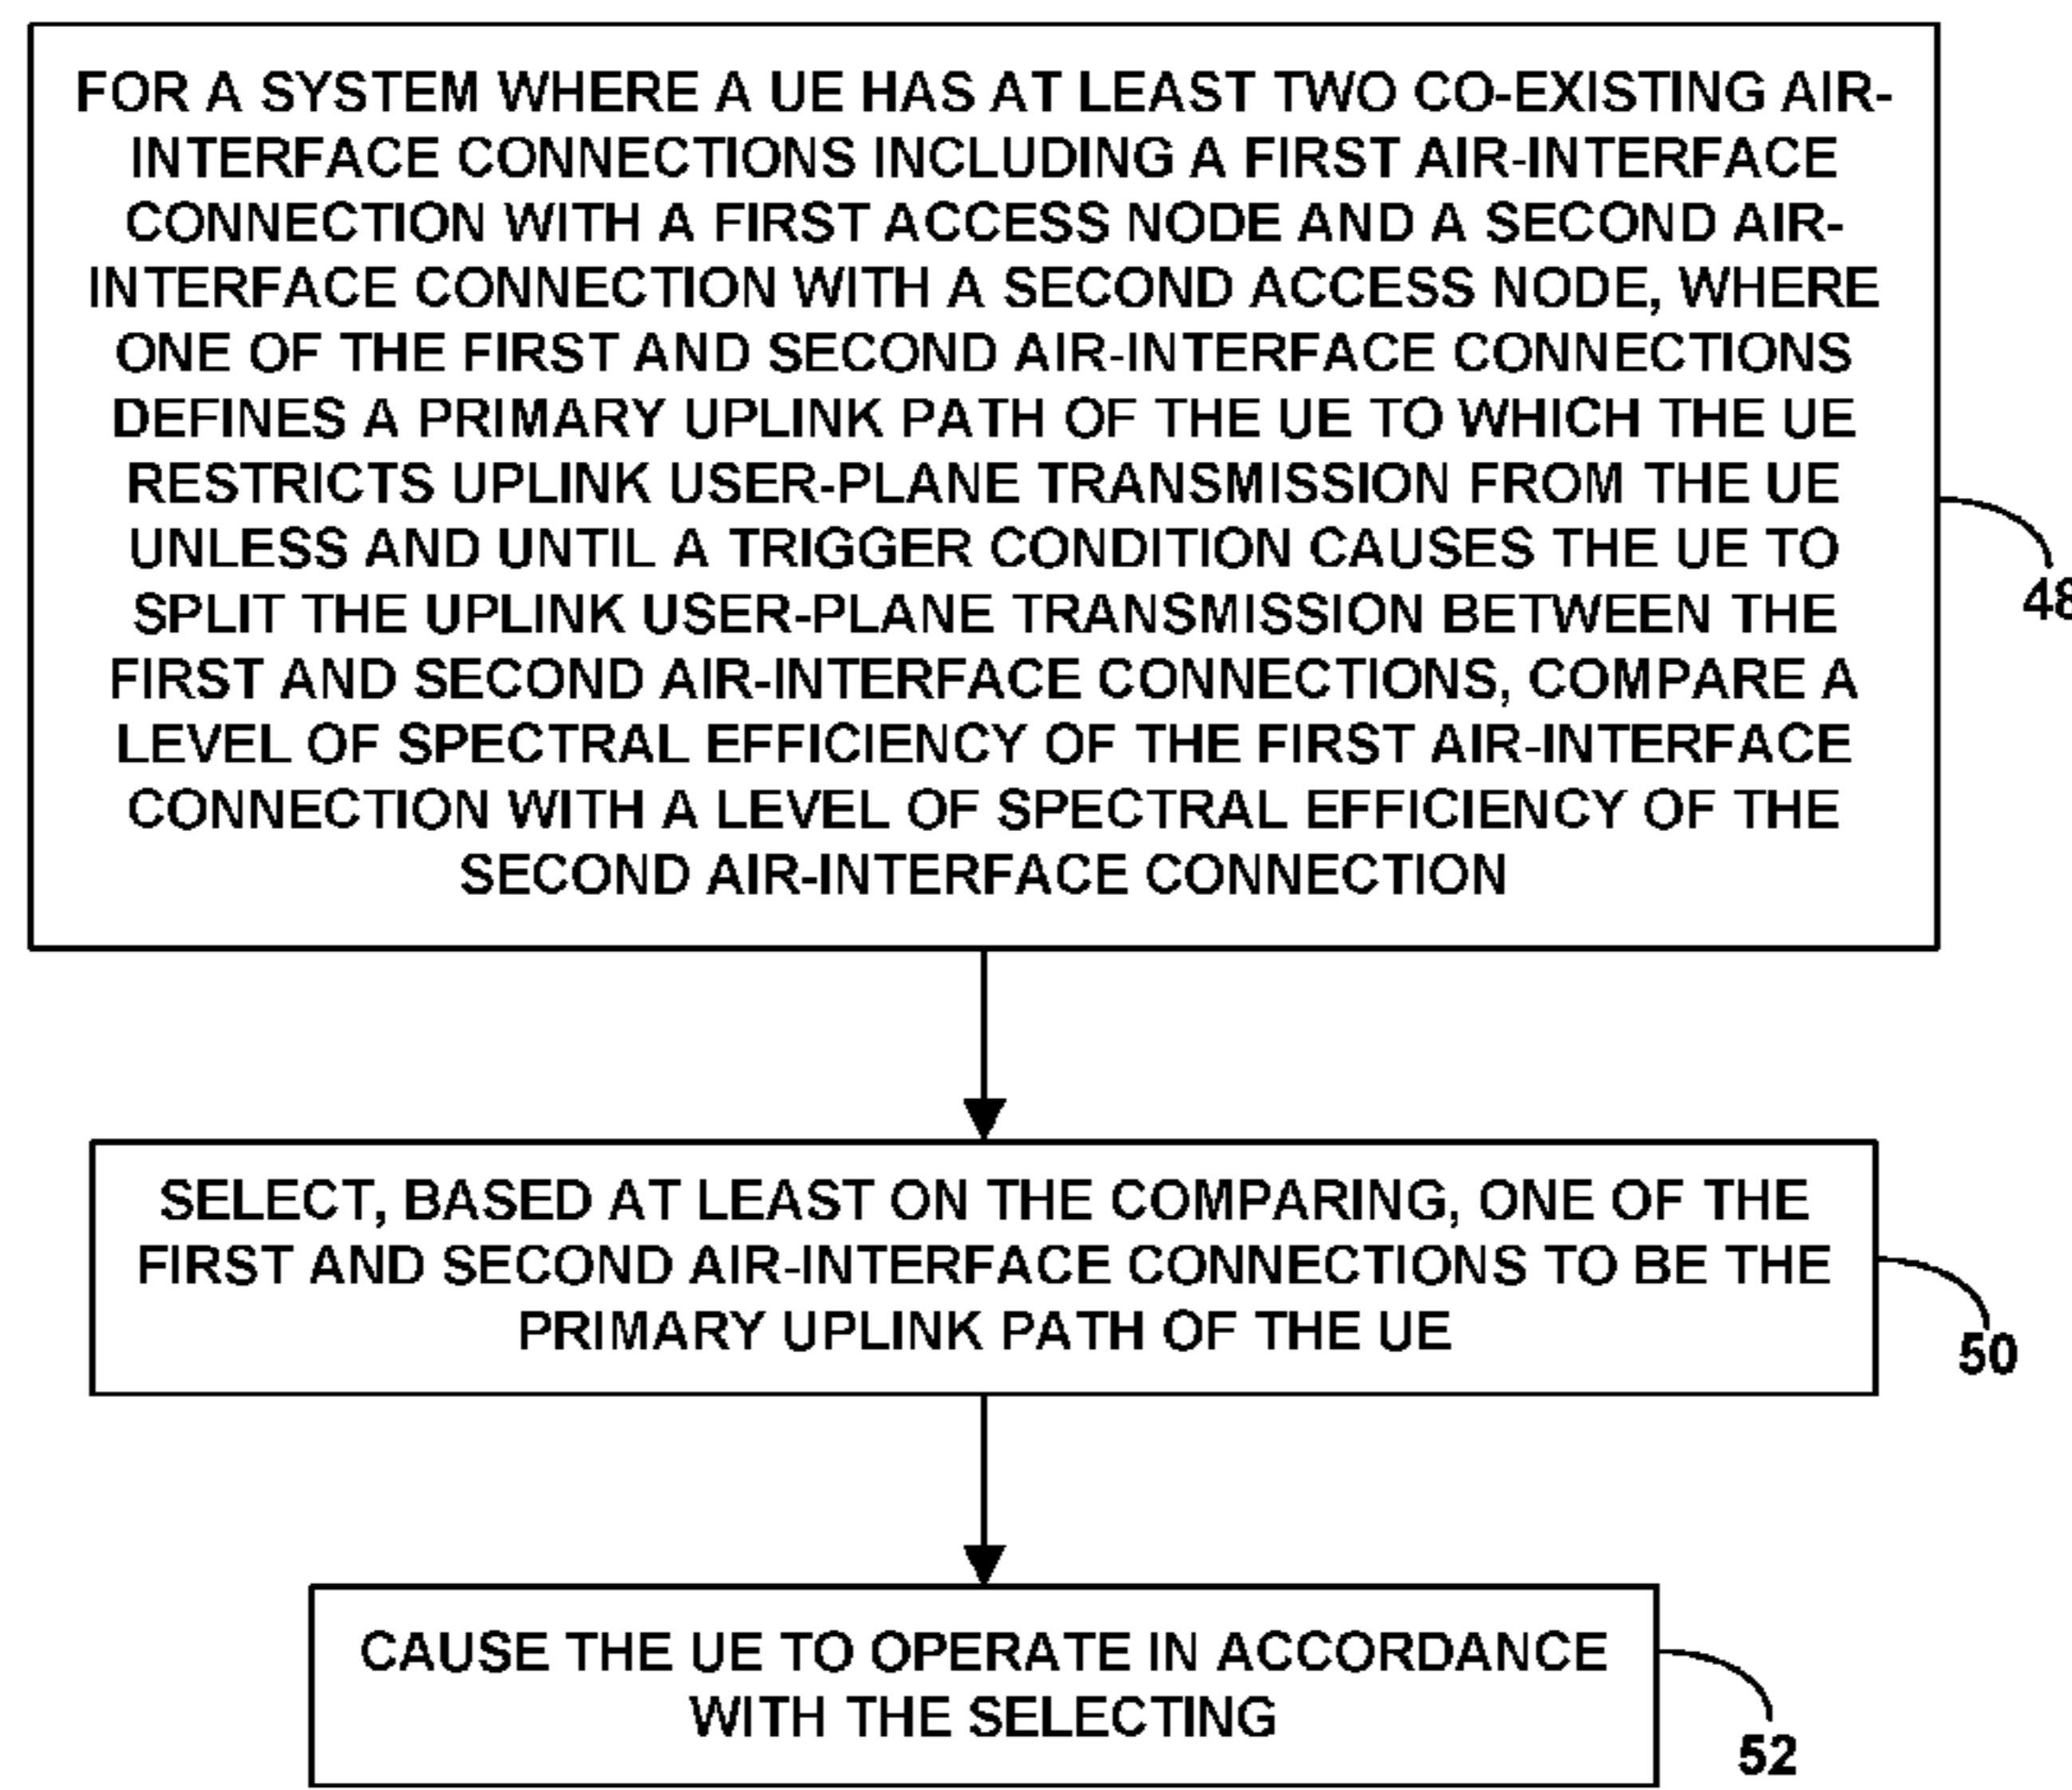 FOR A SYSTEM WHERE A UE HAS AT LEAST TWO CO-EXISTING AIR-
INTERFACE CONNECTIONS INCLUDING A FIRST AIR-INTERFACE
CONNECTION WITH A FIRST ACCESS NODE AND A SECOND AIR-
INTERFACE CONNECTION WITH A SECOND ACCESS NODE, WHERE
ONE OF THE FIRST AND SECOND AIR-INTERFACE CONNECTIONS
DEFINES A PRIMARY UPLINK PATH OF THE UE TO WHICH THE UE
RESTRICTS UPLINK USER-PLANE TRANSMISSION FROM THE UE
UNLESS AND UNTIL A TRIGGER CONDITION CAUSES THE UE TO
SPLIT THE UPLINK USER-PLANE TRANSMISSION BETWEEN THE
FIRST AND SECOND AIR-INTERFACE CONNECTIONS, COMPARE A
LEVEL OF SPECTRAL EFFICIENCY OF THE FIRST AIR-INTERFACE
CONNECTION WITH A LEVEL OF SPECTRAL EFFICIENCY OF THE
SECOND AIR-INTERFACE CONNECTION
48
SELECT, BASED AT LEAST ON THE COMPARING, ONE OF THE
FIRST AND SECOND AIR-INTERFACE CONNECTIONS TO BE THE
PRIMARY UPLINK PATH OF THE UE
50
CAUSE THE UE TO OPERATE IN ACCORDANCE
WITH THE SELECTING
52